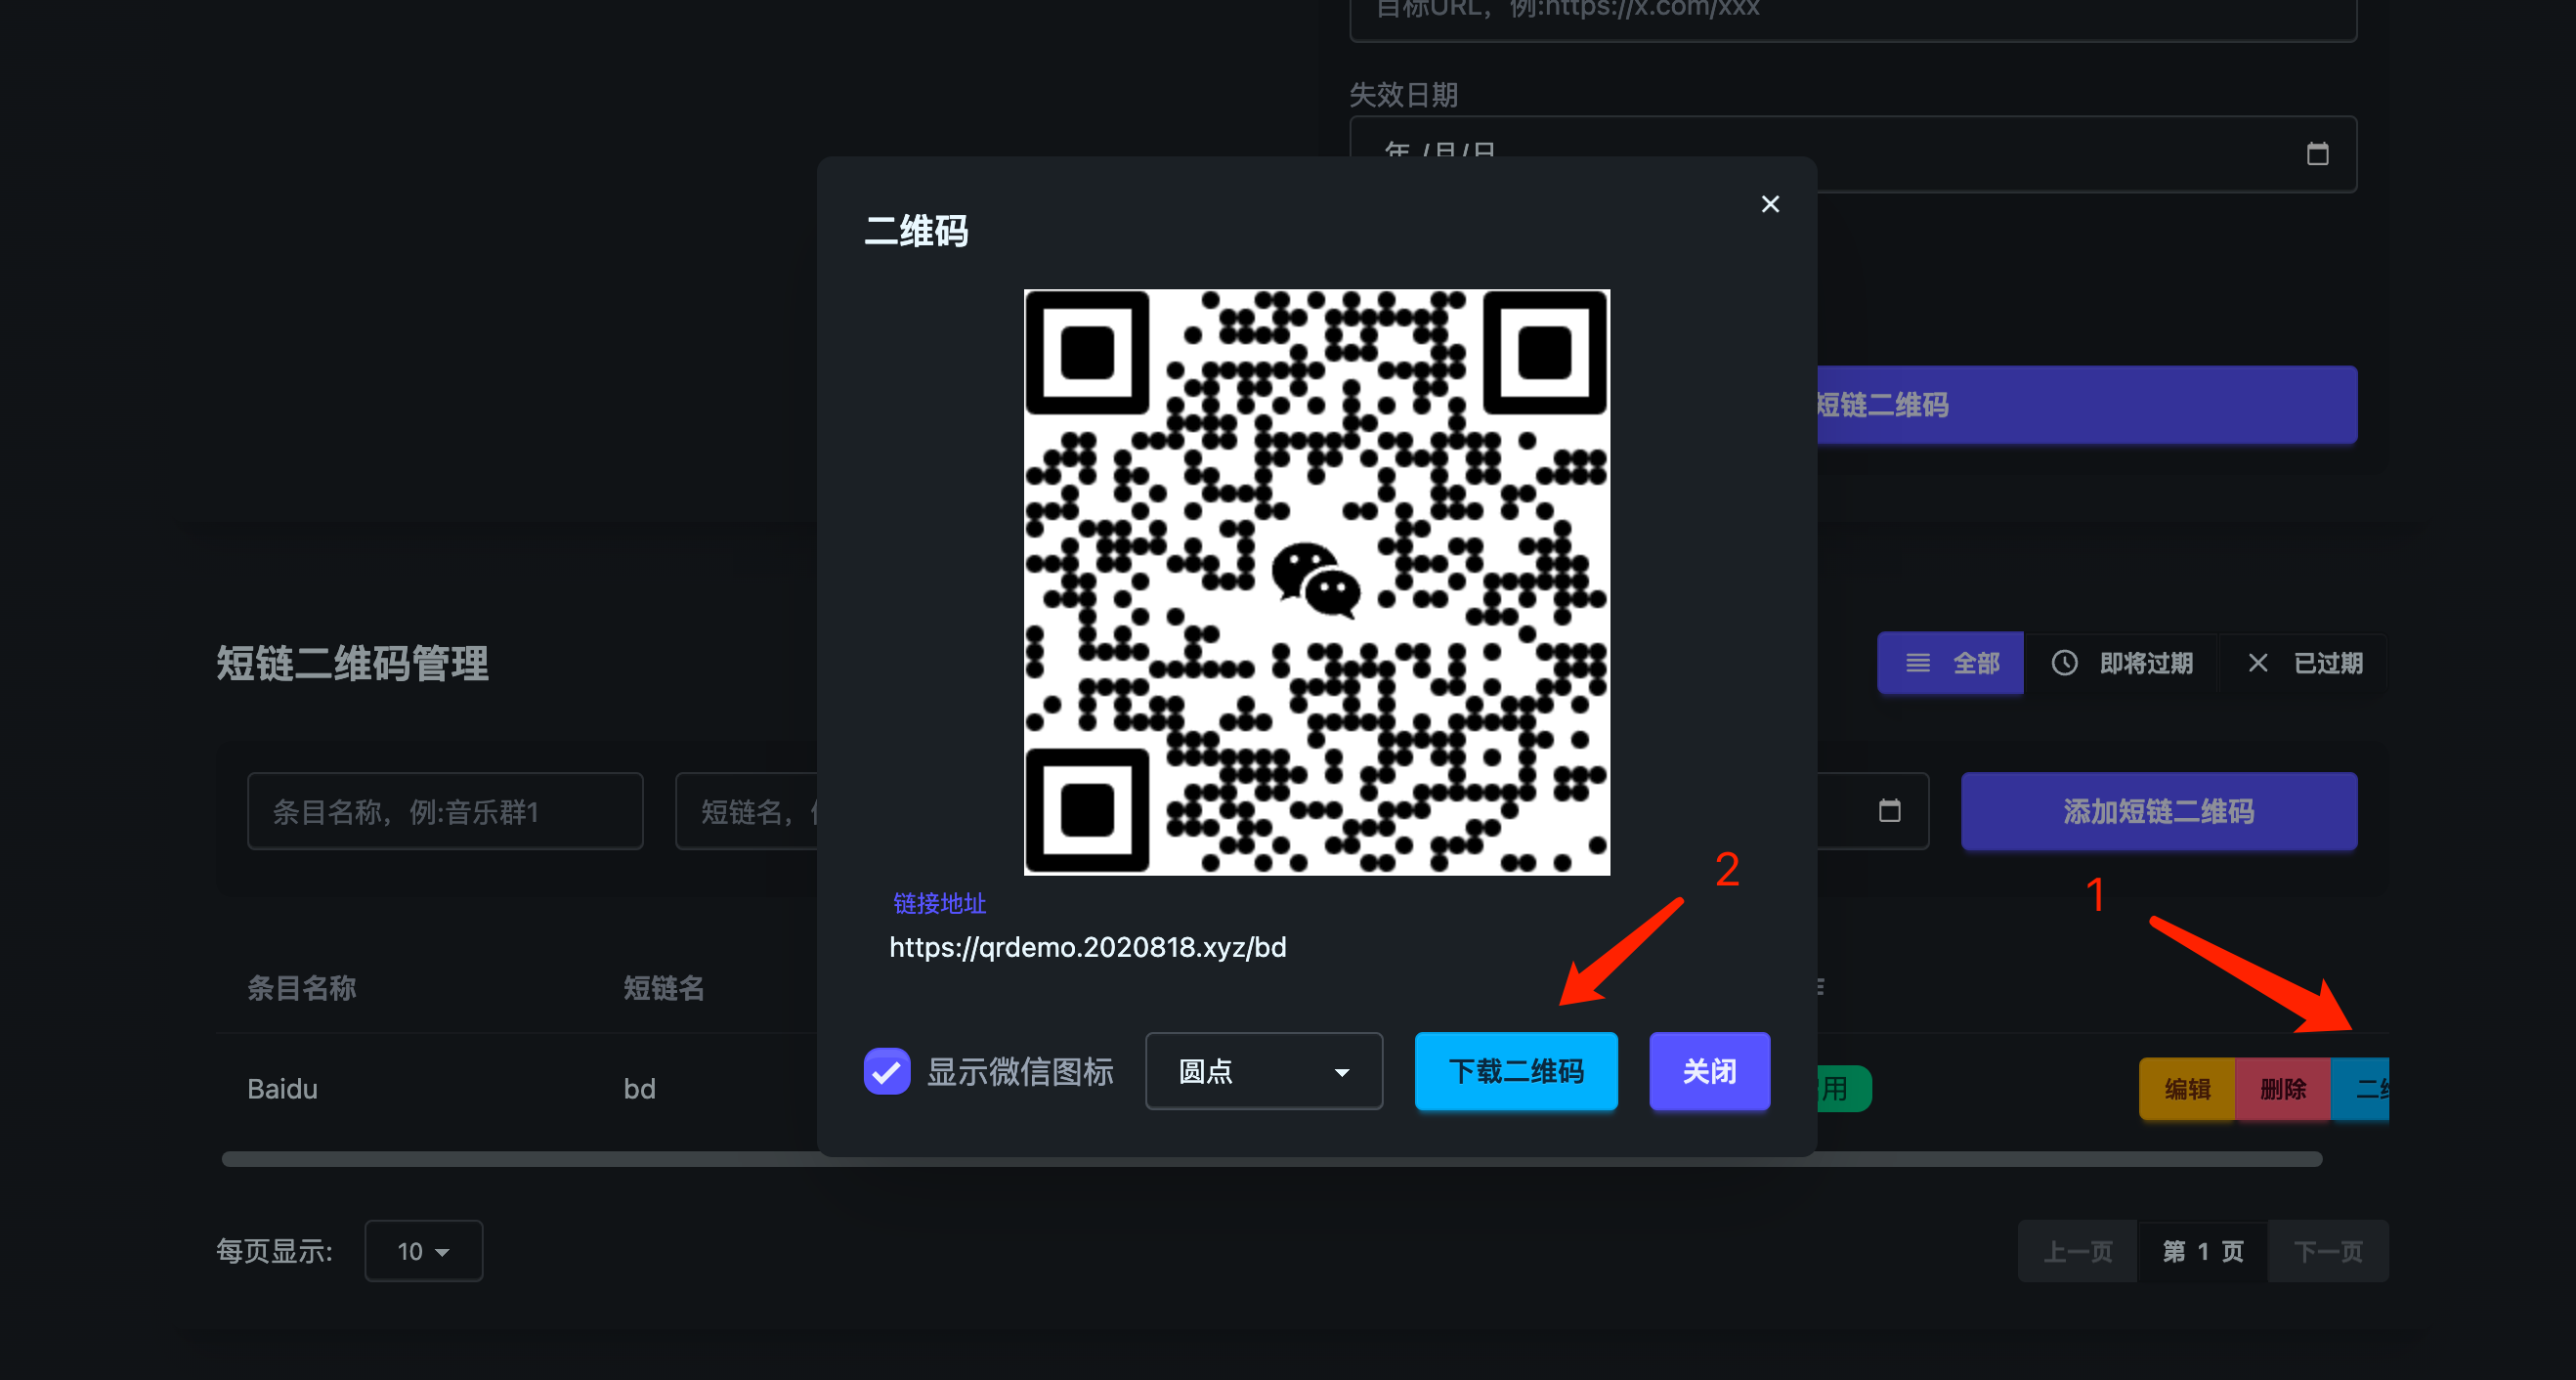 目标URL，例:https://x.com/xxx
失效日期
年 /月/日
二维码
短链二维码
链接地址
https://qrdemo.2020818.xyz/bd
显示微信图标
圆点
下载二维码
关闭
2
1
短链二维码管理
全部
即将过期
已过期
条目名称，例:音乐群1
短链名，
添加短链二维码
条目名称
短链名
Baidu
bd
用
编辑
删除
二
每页显示:
10
上一页
第 1 页
下一页